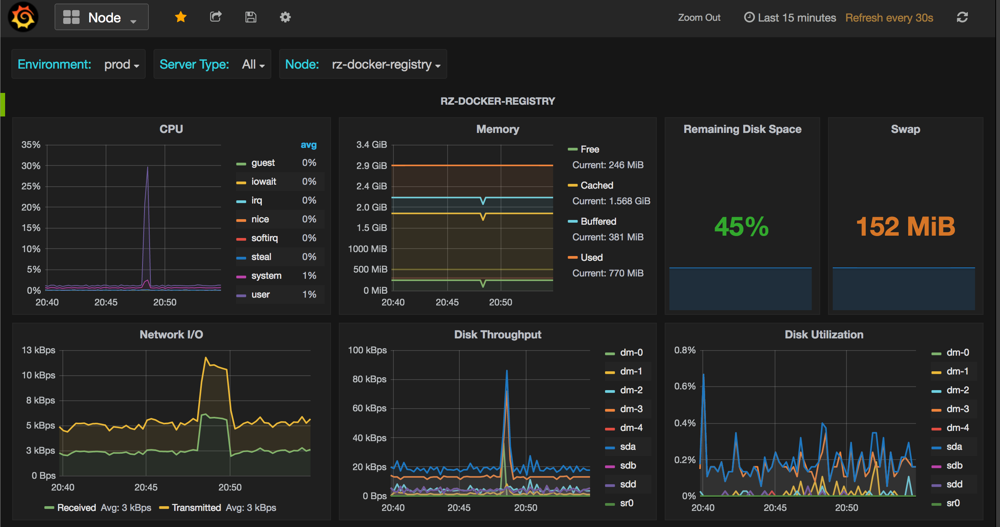 Node
Zoom Out
Last 15 minutes
Refresh every 30s
Environment: prod
Server Type: All
Node: rz-docker-registry
RZ-DOCKER-REGISTRY
CPU
35%
30%
25%
20%
15%
10%
5%
0%
20:40 20:45 20:50
avg
guest 0%
iowait 0%
irq 0%
nice 0%
softirq 0%
steal 0%
system 1%
user 1%
Memory
3.4 GiB
2.9 GiB
2.4 GiB
2.0 GiB
1.5 GiB
1000 MiB
500 MiB
0 MiB
20:40 20:45 20:50
Free
Current: 246 MiB
Cached
Current: 1.568 GiB
Buffered
Current: 381 MiB
Used
Current: 770 MiB
Remaining Disk Space
45%
Swap
152 MiB
Network I/O
13 kBps
10 kBps
8 kBps
5 kBps
3 kBps
0 Bps
20:40 20:45 20:50
Received Avg: 3 kBps Transmitted Avg: 3 kBps
Disk Throughput
100 kBps
80 kBps
60 kBps
40 kBps
20 kBps
0 Bps
20:40 20:45 20:50
dm-0
dm-1
dm-2
dm-3
dm-4
sda
sdb
sdd
sr0
Disk Utilization
0.8%
0.6%
0.4%
0.2%
0%
20:40 20:45 20:50
dm-0
dm-1
dm-2
dm-3
dm-4
sda
sdb
sdd
sr0